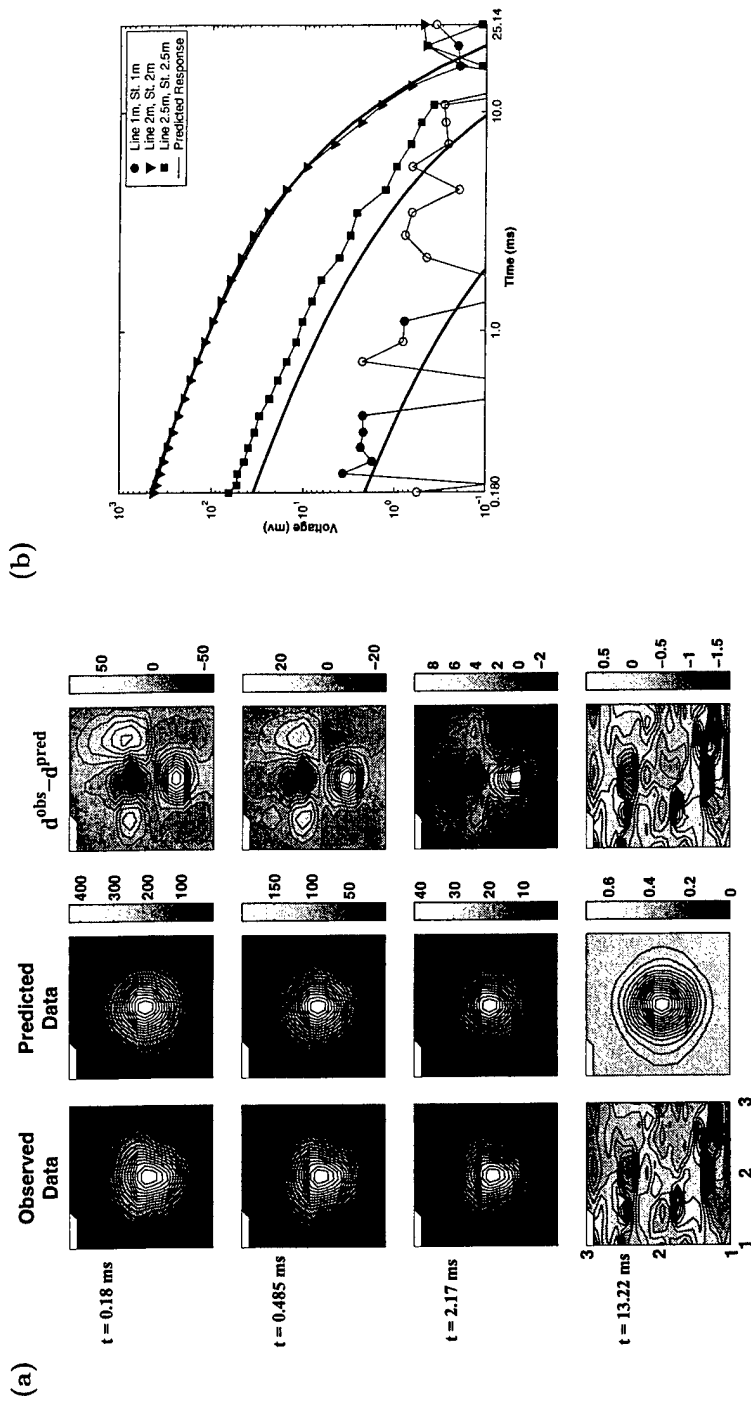 (a)
Observed
Data
Predicted
Data
d^obs−d^pred
t = 0.18 ms
400
300
200
100
50
0
-50
t = 0.485 ms
150
100
50
20
0
-20
t = 2.17 ms
40
30
20
10
8
6
4
2
0
-2
t = 13.22 ms
3
2
1
1
2
3
0.6
0.4
0.2
0
0.5
0
-0.5
-1
-1.5
(b)
Line 1m, St. 1m
Line 2m, St. 2m
Line 2.5m, St. 2.5m
Predicted Response
Voltage (mv)
10^3
10^2
10^1
10^0
10^-1
0.180
1.0
10.0
25.14
Time (ms)